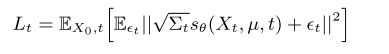 $L_t = \mathbb{E}_{X_0,t}\Big[\mathbb{E}_{\epsilon_t}||\sqrt{\Sigma_t}s_\theta(X_t, \mu, t) + \epsilon_t||^2\Big]$